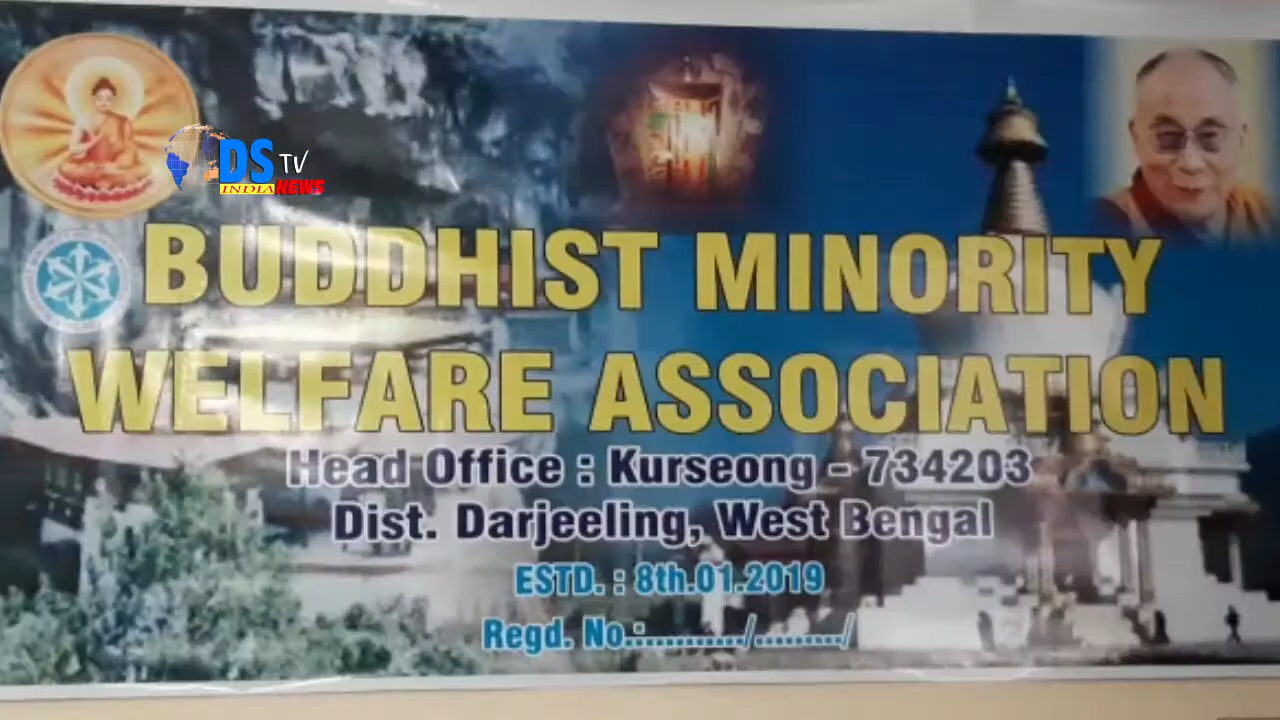 DS TV
INDIA NEWS
BUDDHIST MINORITY
WELFARE ASSOCIATION
Head Office : Kurseong - 734203
Dist. Darjeeling, West Bengal
ESTD. : 8th.01.2019
Regd. No.:........../........./